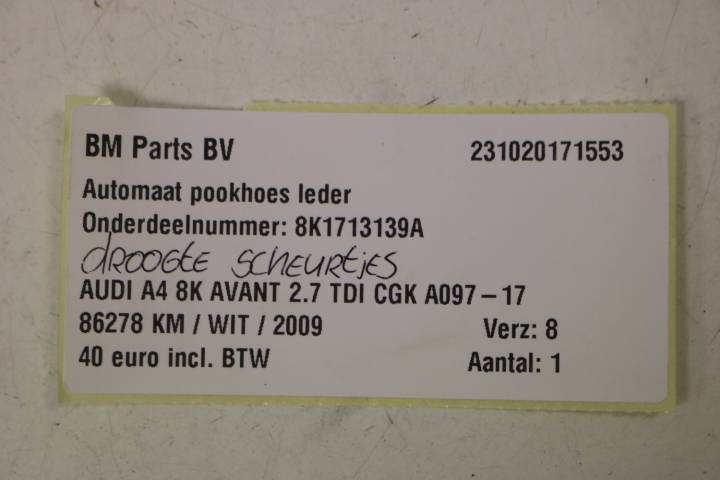 BM Parts BV 231020171553
Automaat pookhoes leder
Onderdeelnummer: 8K1713139A
droogte scheurtjes
AUDI A4 8K AVANT 2.7 TDI CGK A097 – 17
86278 KM / WIT / 2009 Verz: 8
40 euro incl. BTW Aantal: 1